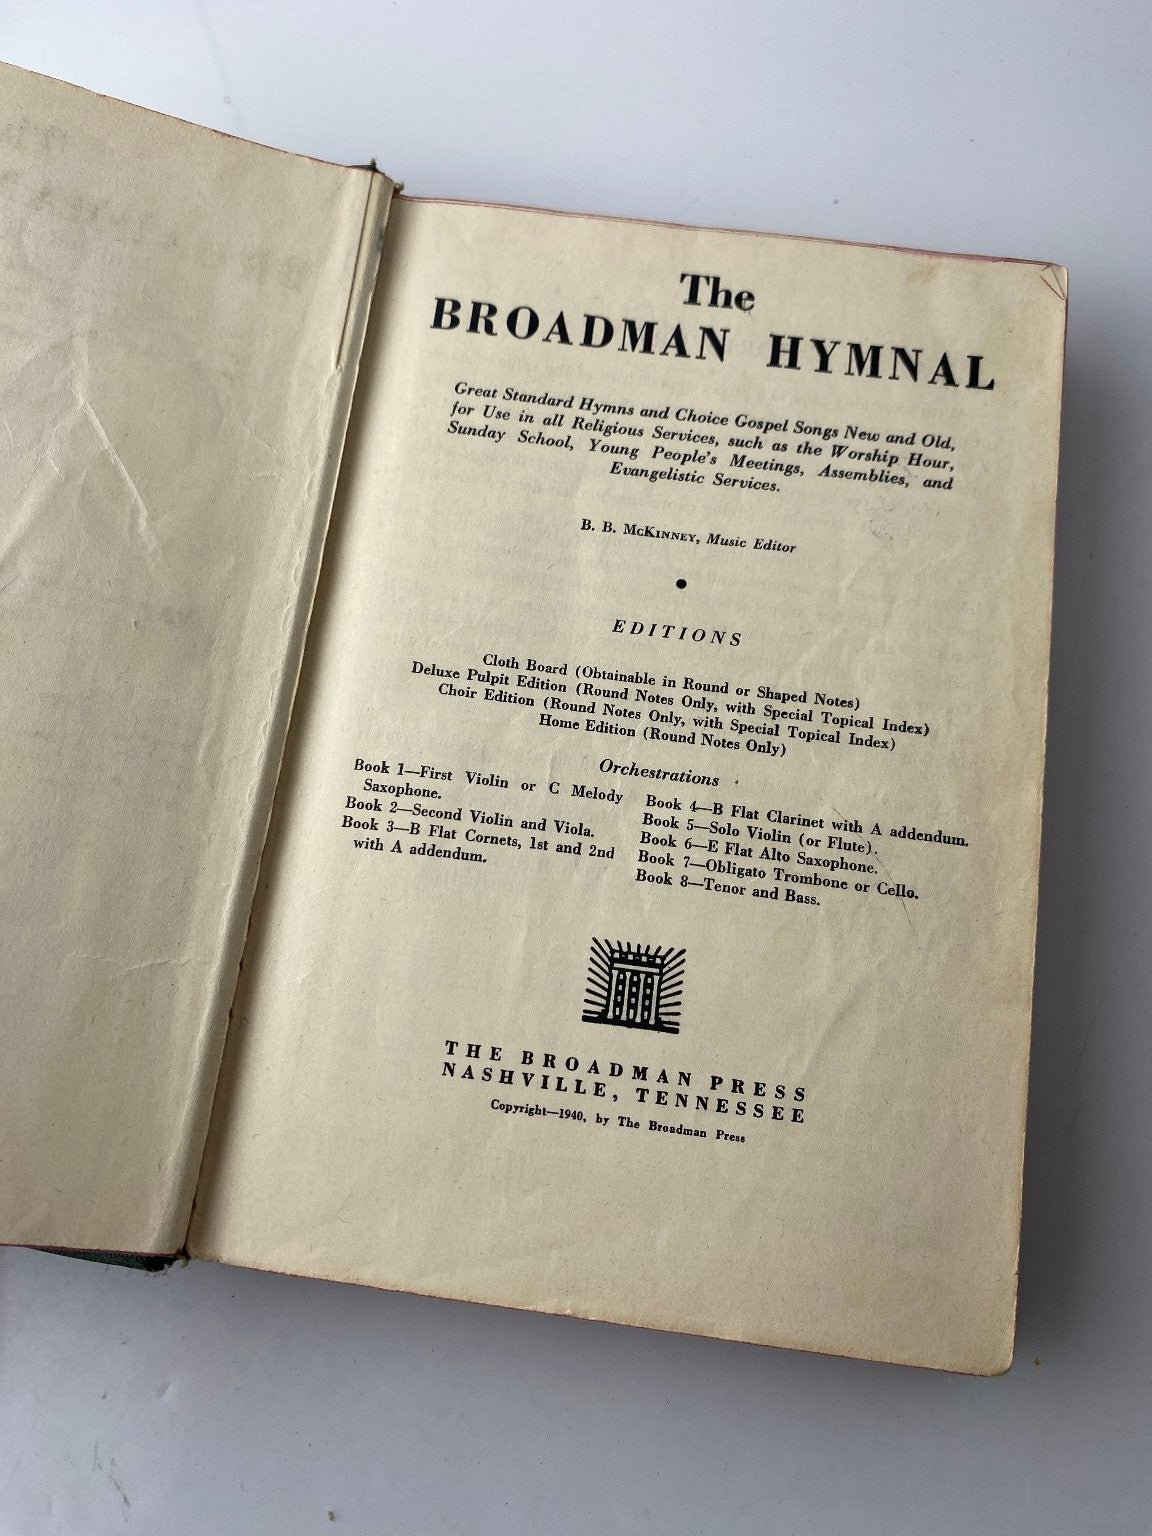 The
BROADMAN HYMNAL
Great Standard Hymns and Choice Gospel Songs New and Old,
for Use in all Religious Services, such as the Worship Hour,
Sunday School, Young People's Meetings, Assemblies, and
Evangelistic Services.
B. B. McKinney, Music Editor
EDITIONS
Cloth Board (Obtainable in Round or Shaped Notes)
Deluxe Pulpit Edition (Round Notes Only, with Special Topical Index)
Choir Edition (Round Notes Only, with Special Topical Index)
Home Edition (Round Notes Only)
Orchestrations
Book 1—First Violin or C Melody
Saxophone.
Book 2—Second Violin and Viola.
Book 3—B Flat Cornets, 1st and 2nd
with A addendum.
Book 4—B Flat Clarinet with A addendum.
Book 5—Solo Violin (or Flute).
Book 6—E Flat Alto Saxophone.
Book 7—Obligato Trombone or Cello.
Book 8—Tenor and Bass.
THE BROADMAN PRESS
NASHVILLE, TENNESSEE
Copyright—1940, by The Broadman Press